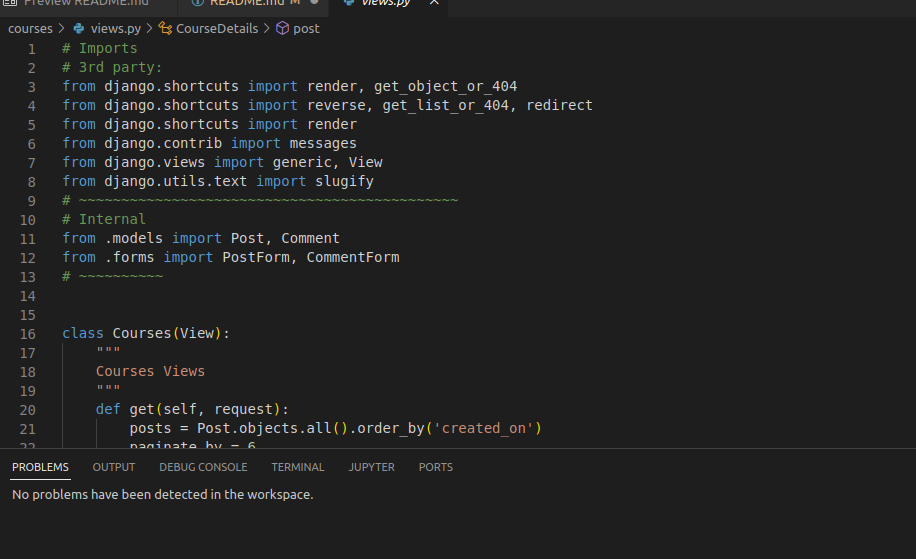 Preview README.md README.md M views.py
courses > views.py > CourseDetails > post
1 # Imports
2 # 3rd party:
3 from django.shortcuts import render, get_object_or_404
4 from django.shortcuts import reverse, get_list_or_404, redirect
5 from django.shortcuts import render
6 from django.contrib import messages
7 from django.views import generic, View
8 from django.utils.text import slugify
9 # ~~~~~~~~~~~~~~~~~~~~~~~~~~~~~~~~~~~~~~~~~~~~~
10 # Internal
11 from .models import Post, Comment
12 from .forms import PostForm, CommentForm
13 # ~~~~~~~~~~
14
15
16 class Courses(View):
17 """
18 Courses Views
19 """
20 def get(self, request):
21 posts = Post.objects.all().order_by('created_on')
22 paginate_by = 6
PROBLEMS OUTPUT DEBUG CONSOLE TERMINAL JUPYTER PORTS
No problems have been detected in the workspace.